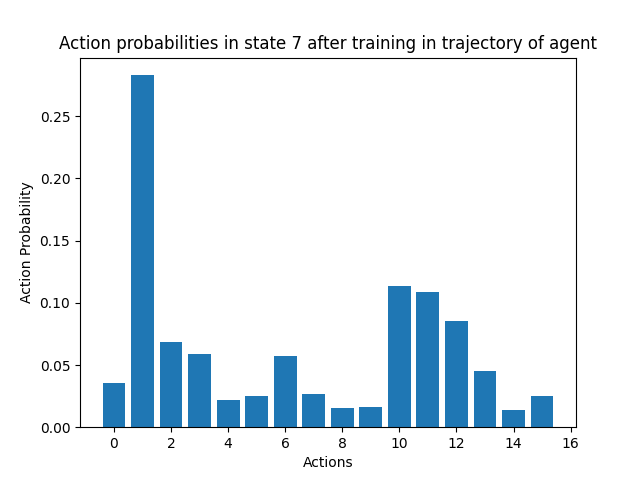 Action probabilities in state 7 after training in trajectory of agent
Action Probability
0.25
0.20
0.15
0.10
0.05
0.00
0 2 4 6 8 10 12 14 16
Actions